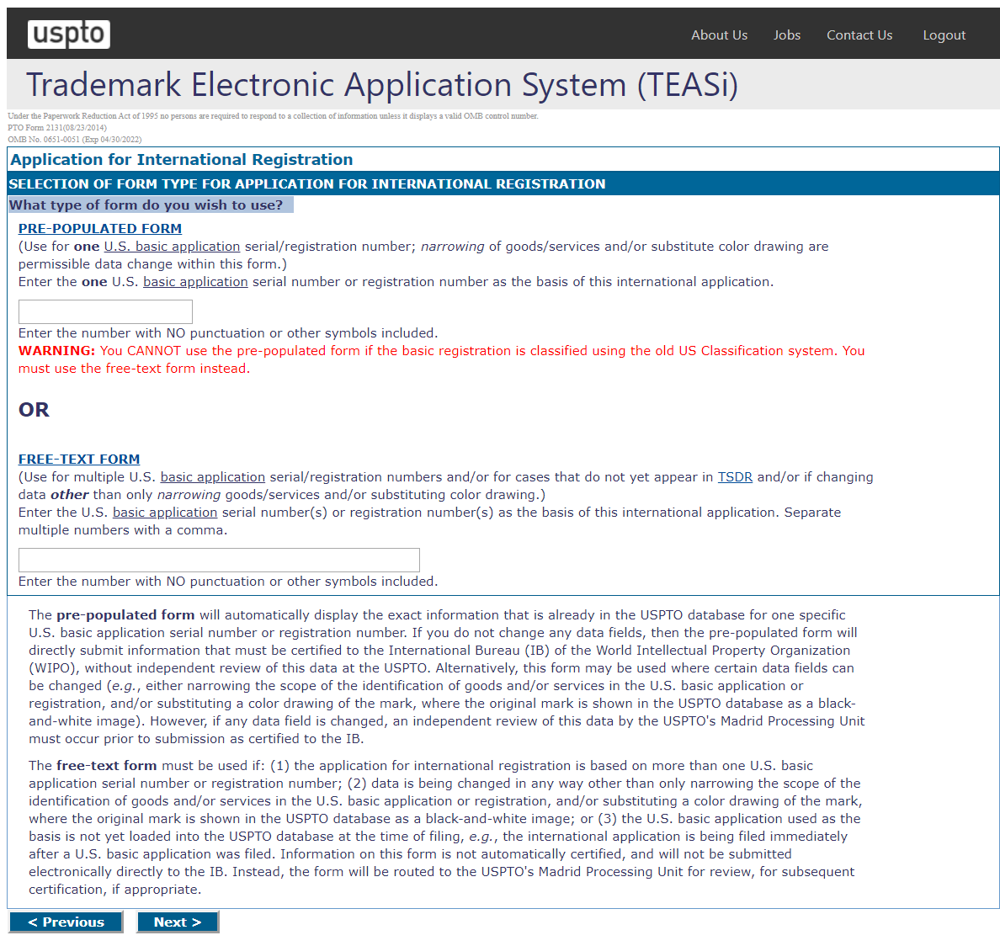 uspto
About Us Jobs Contact Us Logout
Trademark Electronic Application System (TEASi)
Under the Paperwork Reduction Act of 1995 no persons are required to respond to a collection of information unless it displays a valid OMB control number.
PTO Form 2131(08/23/2014)
OMB No. 0651-0051 (Exp 04/30/2022)
Application for International Registration
SELECTION OF FORM TYPE FOR APPLICATION FOR INTERNATIONAL REGISTRATION
What type of form do you wish to use?
PRE-POPULATED FORM
(Use for one U.S. basic application serial/registration number; narrowing of goods/services and/or substitute color drawing are
permissible data change within this form.)
Enter the one U.S. basic application serial number or registration number as the basis of this international application.
Enter the number with NO punctuation or other symbols included.
WARNING: You CANNOT use the pre-populated form if the basic registration is classified using the old US Classification system. You
must use the free-text form instead.
OR
FREE-TEXT FORM
(Use for multiple U.S. basic application serial/registration numbers and/or for cases that do not yet appear in TSDR and/or if changing
data other than only narrowing goods/services and/or substituting color drawing.)
Enter the U.S. basic application serial number(s) or registration number(s) as the basis of this international application. Separate
multiple numbers with a comma.
Enter the number with NO punctuation or other symbols included.
The pre-populated form will automatically display the exact information that is already in the USPTO database for one specific
U.S. basic application serial number or registration number. If you do not change any data fields, then the pre-populated form will
directly submit information that must be certified to the International Bureau (IB) of the World Intellectual Property Organization
(WIPO), without independent review of this data at the USPTO. Alternatively, this form may be used where certain data fields can
be changed (e.g., either narrowing the scope of the identification of goods and/or services in the U.S. basic application or
registration, and/or substituting a color drawing of the mark, where the original mark is shown in the USPTO database as a black-
and-white image). However, if any data field is changed, an independent review of this data by the USPTO's Madrid Processing Unit
must occur prior to submission as certified to the IB.
The free-text form must be used if: (1) the application for international registration is based on more than one U.S. basic
application serial number or registration number; (2) data is being changed in any way other than only narrowing the scope of the
identification of goods and/or services in the U.S. basic application or registration, and/or substituting a color drawing of the mark,
where the original mark is shown in the USPTO database as a black-and-white image; or (3) the U.S. basic application used as the
basis is not yet loaded into the USPTO database at the time of filing, e.g., the international application is being filed immediately
after a U.S. basic application was filed. Information on this form is not automatically certified, and will not be submitted
electronically directly to the IB. Instead, the form will be routed to the USPTO's Madrid Processing Unit for review, for subsequent
certification, if appropriate.
< Previous Next >